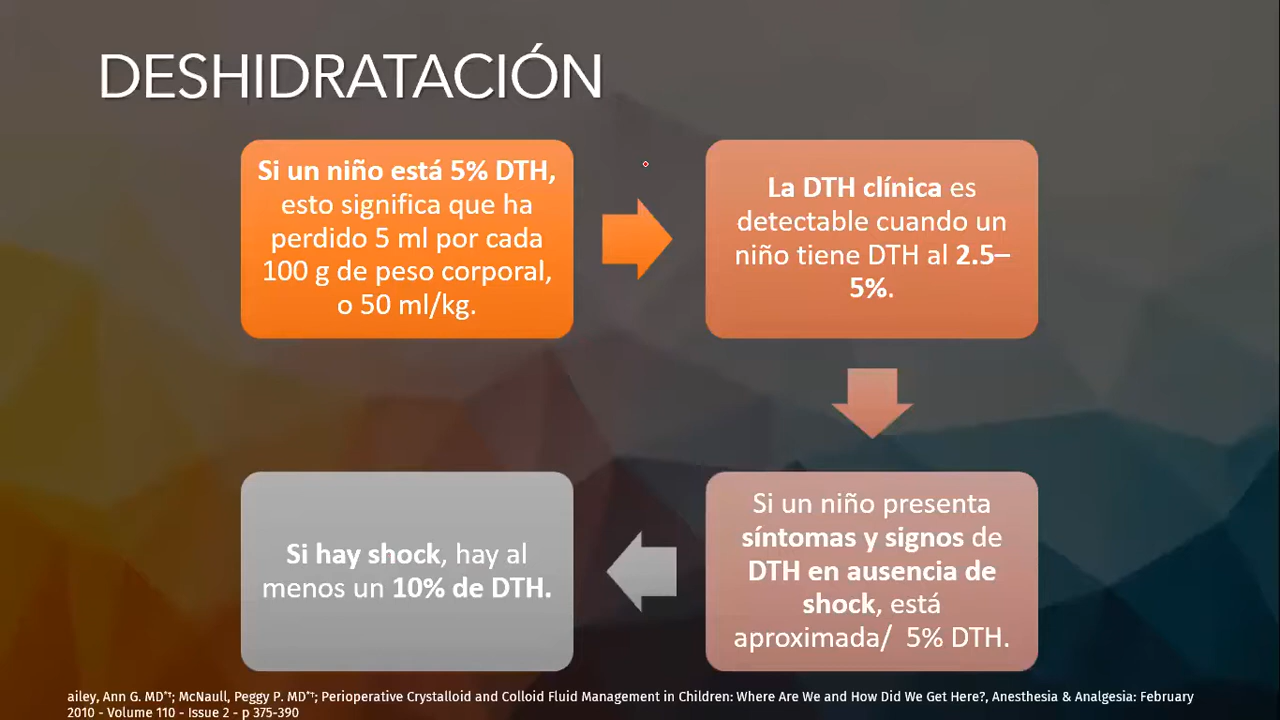 DESHIDRATACIÓN
Si un niño está 5% DTH,
esto significa que ha
perdido 5 ml por cada
100 g de peso corporal,
o 50 ml/kg.
La DTH clínica es
detectable cuando un
niño tiene DTH al 2.5–
5%.
Si un niño presenta
síntomas y signos de
DTH en ausencia de
shock, está
aproximada/  5% DTH.
Si hay shock, hay al
menos un 10% de DTH.
ailey, Ann G. MD*†; McNaull, Peggy P. MD*†; Perioperative Crystalloid and Colloid Fluid Management in Children: Where Are We and How Did We Get Here?, Anesthesia & Analgesia: February
2010 - Volume 110 - Issue 2 - p 375-390